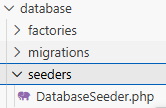 database
factories
migrations
seeders
DatabaseSeeder.php